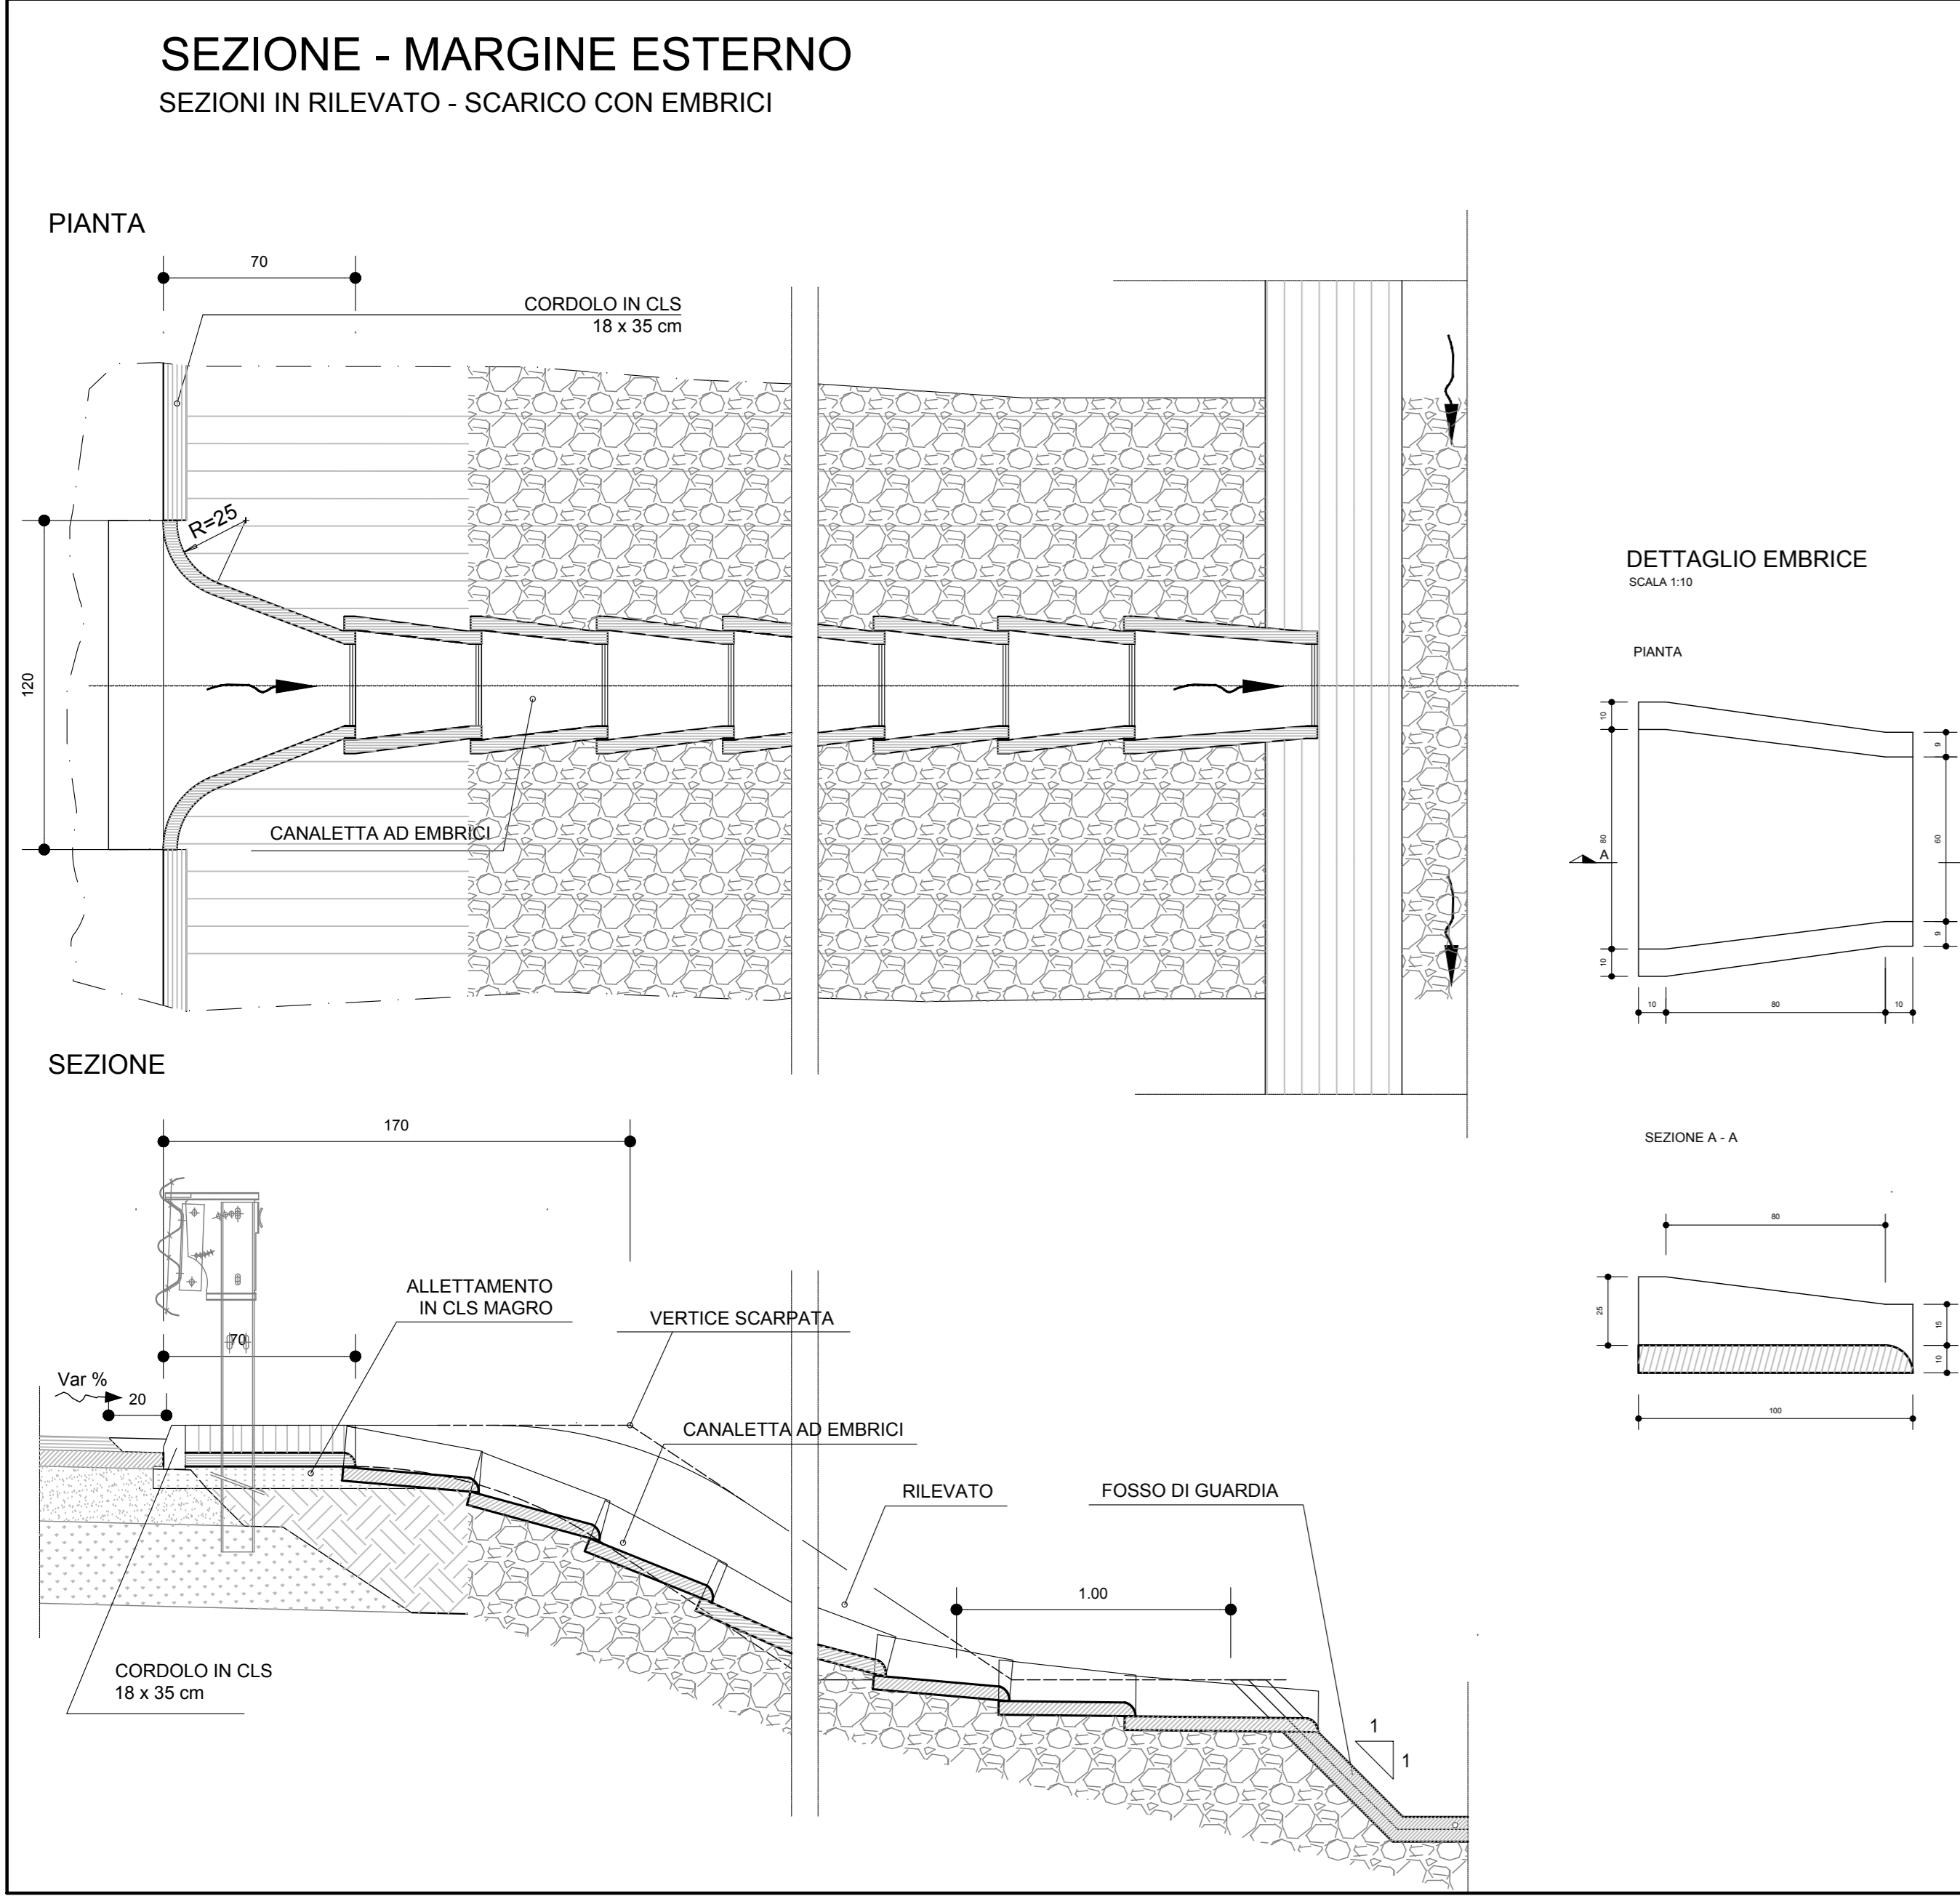 SEZIONE - MARGINE ESTERNO
SEZIONI IN RILEVATO - SCARICO CON EMBRICI
PIANTA
70
CORDOLO IN CLS
18 x 35 cm
R=25
120
CANALETTA AD EMBRICI
SEZIONE
170
ALLETTAMENTO
IN CLS MAGRO
VERTICE SCARPATA
70
Var %
20
CANALETTA AD EMBRICI
RILEVATO
FOSSO DI GUARDIA
1.00
CORDOLO IN CLS
18 x 35 cm
1
1
DETTAGLIO EMBRICE
SCALA 1:10
PIANTA
10
9
80
60
A
9
10
10
80
10
SEZIONE A - A
80
25
15
10
100